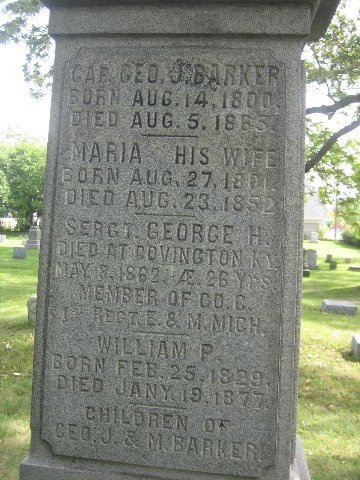 CAP. GEO. J. BARKER
BORN AUG. 14, 1800.
DIED AUG. 5, 1865.
MARIA HIS WIFE
BORN AUG. 27, 1801.
DIED AUG. 23, 1855.
SERGT. GEORGE H.
DIED AT COVINGTON KY.
MAY 9, 1862. Æ. 26 YRS.
MEMBER OF CO. C.
1ST REGT. E. & M. MICH.
WILLIAM P.
BORN FEB. 25, 1829.
DIED JANY. 19, 1877.
CHILDREN OF
GEO. J. & M. BARKER.